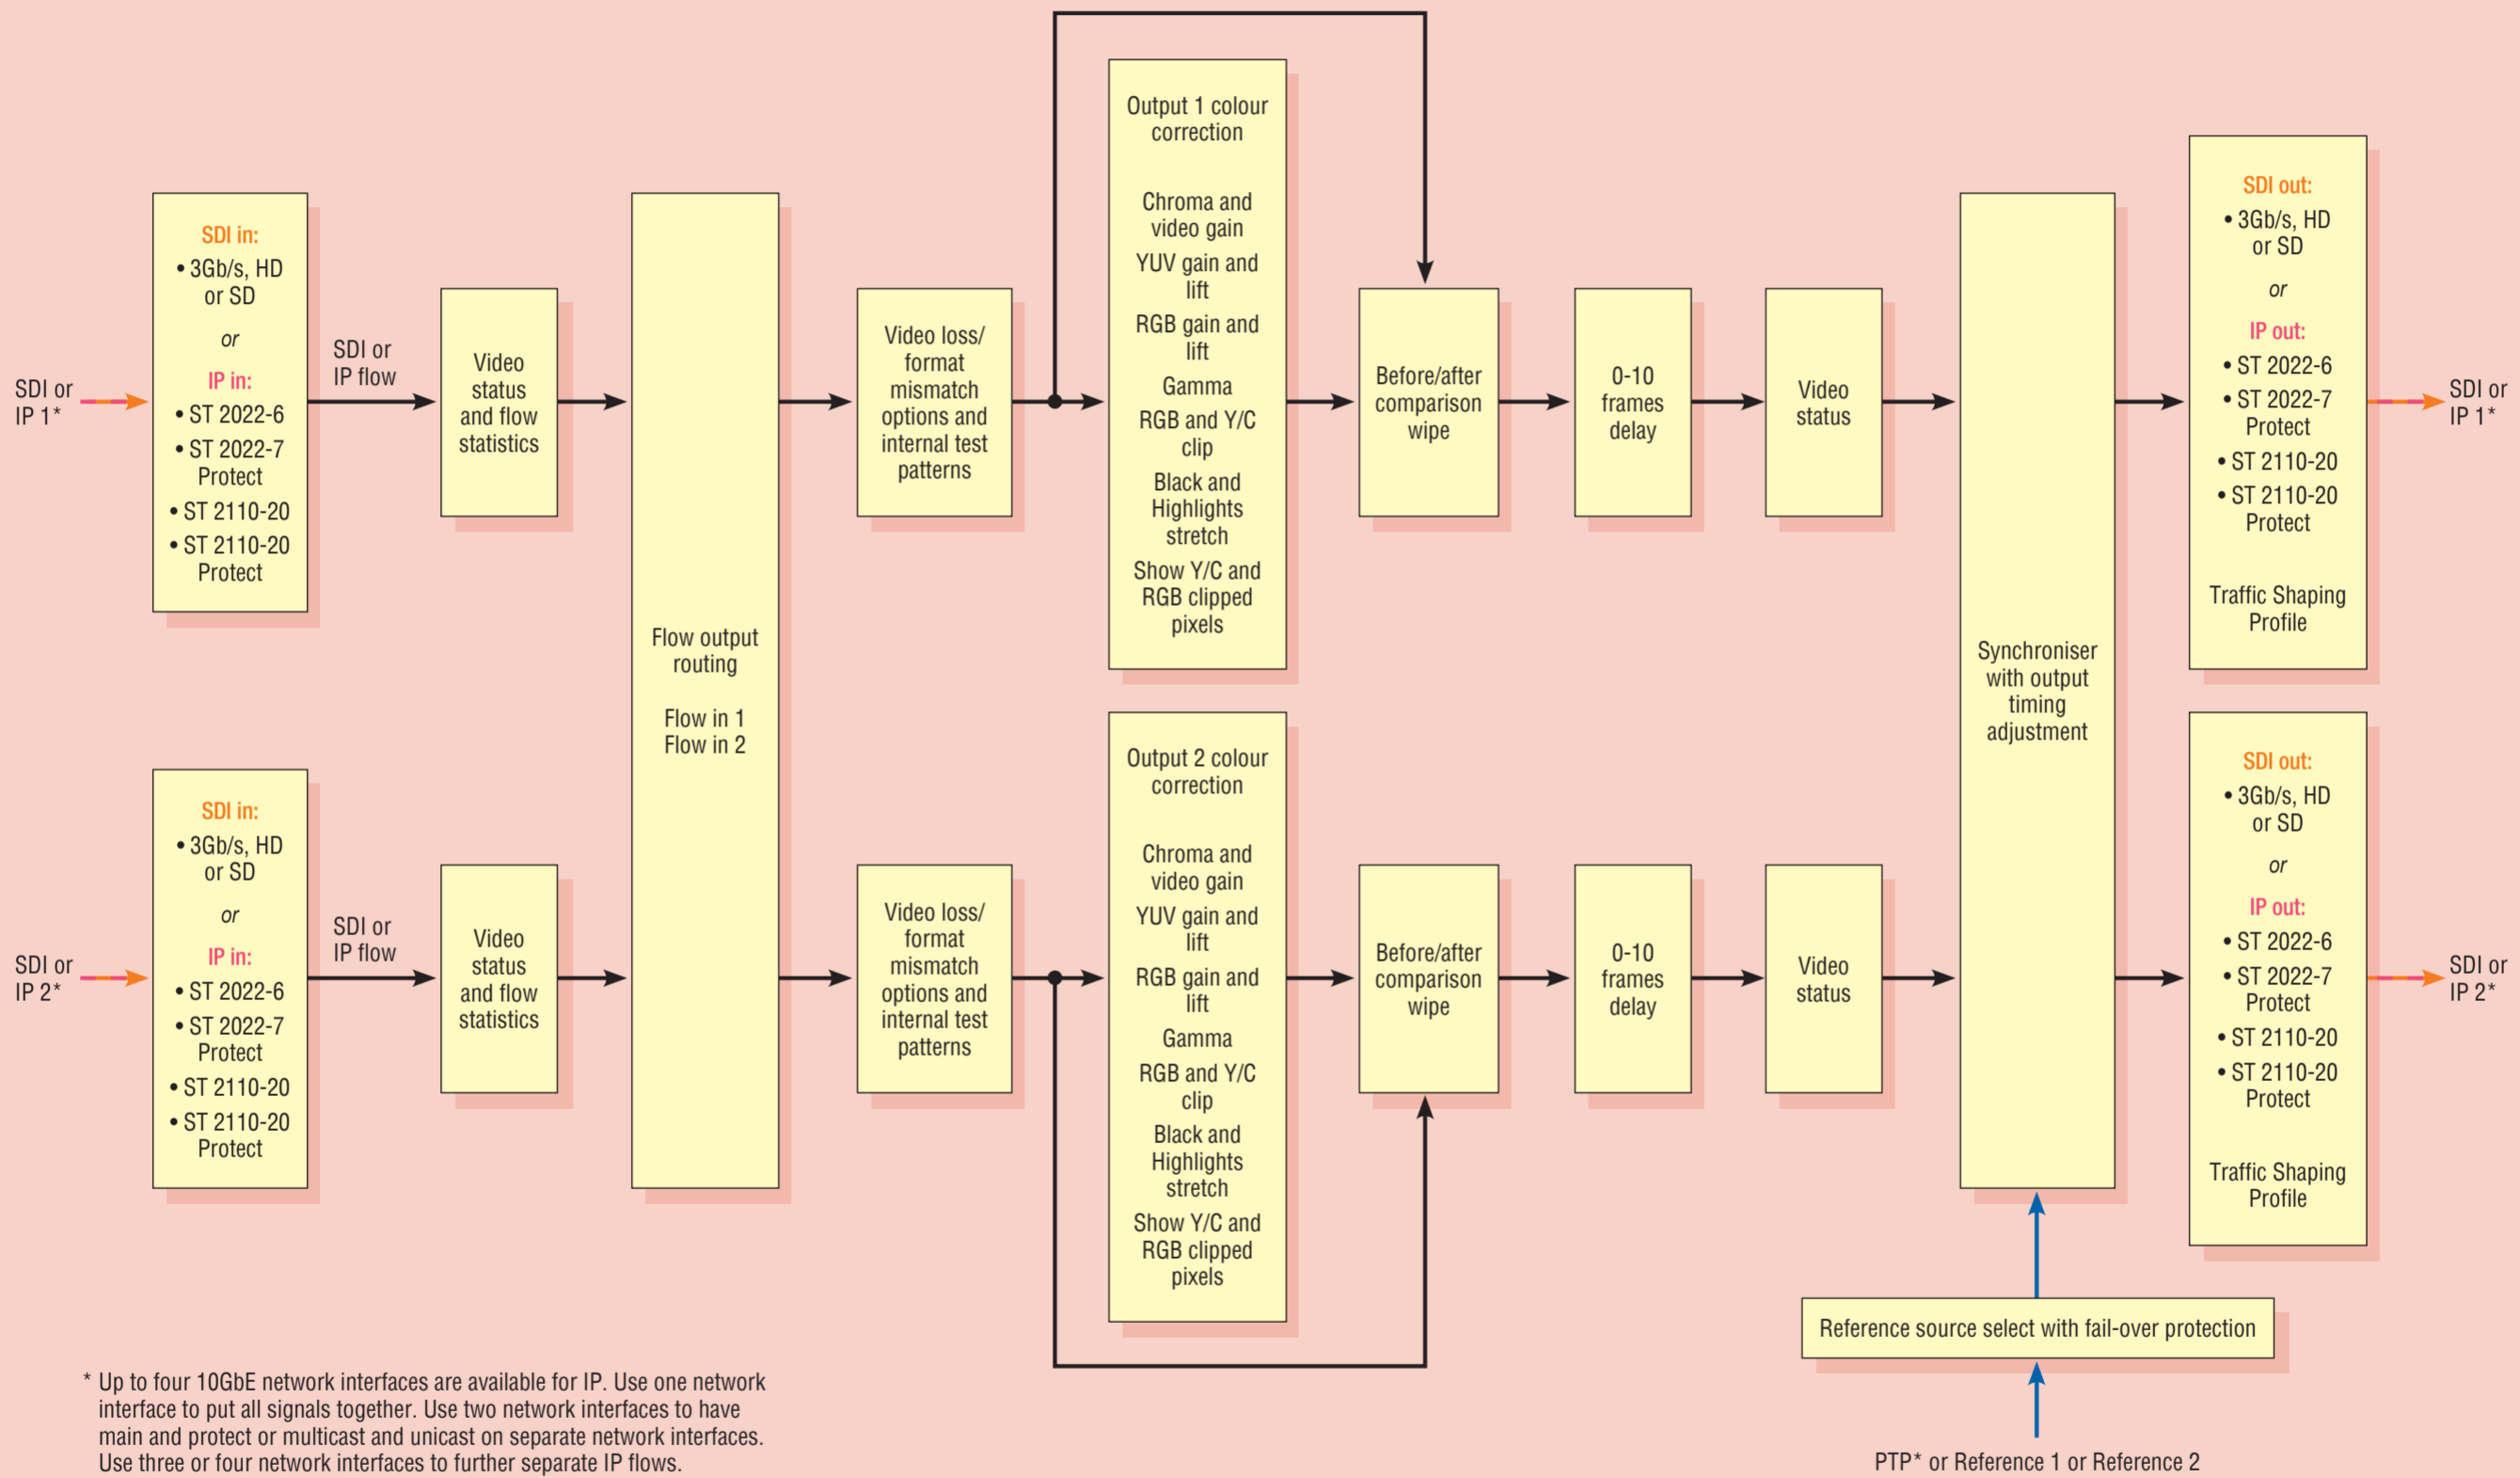 SDI or
IP 1*
SDI in:
• 3Gb/s, HD
or SD
or
IP in:
• ST 2022-6
• ST 2022-7
Protect
• ST 2110-20
• ST 2110-20
Protect
SDI or
IP flow
Video
status
and flow
statistics
Flow output
routing
Flow in 1
Flow in 2
Video loss/
format
mismatch
options and
internal test
patterns
Output 1 colour
correction
Chroma and
video gain
YUV gain and
lift
RGB gain and
lift
Gamma
RGB and Y/C
clip
Black and
Highlights
stretch
Show Y/C and
RGB clipped
pixels
Before/after
comparison
wipe
0-10
frames
delay
Video
status
Synchroniser
with output
timing
adjustment
SDI out:
• 3Gb/s, HD
or SD
or
IP out:
• ST 2022-6
• ST 2022-7
Protect
• ST 2110-20
• ST 2110-20
Protect
Traffic Shaping
Profile
SDI or
IP 1*
SDI or
IP 2*
SDI in:
• 3Gb/s, HD
or SD
or
IP in:
• ST 2022-6
• ST 2022-7
Protect
• ST 2110-20
• ST 2110-20
Protect
SDI or
IP flow
Video
status
and flow
statistics
Video loss/
format
mismatch
options and
internal test
patterns
Output 2 colour
correction
Chroma and
video gain
YUV gain and
lift
RGB gain and
lift
Gamma
RGB and Y/C
clip
Black and
Highlights
stretch
Show Y/C and
RGB clipped
pixels
Before/after
comparison
wipe
0-10
frames
delay
Video
status
SDI out:
• 3Gb/s, HD
or SD
or
IP out:
• ST 2022-6
• ST 2022-7
Protect
• ST 2110-20
• ST 2110-20
Protect
Traffic Shaping
Profile
SDI or
IP 2*
Reference source select with fail-over protection
PTP* or Reference 1 or Reference 2
* Up to four 10GbE network interfaces are available for IP. Use one network
interface to put all signals together. Use two network interfaces to have
main and protect or multicast and unicast on separate network interfaces.
Use three or four network interfaces to further separate IP flows.